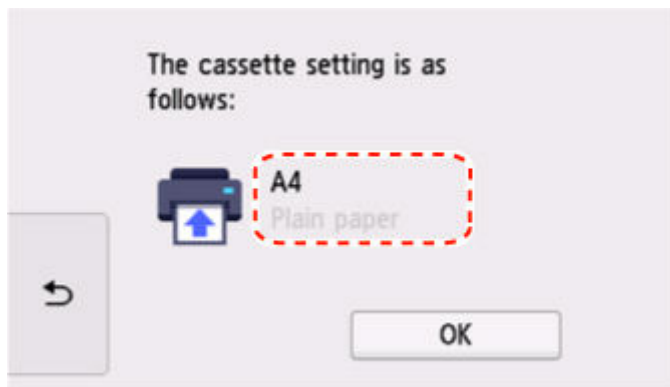 The cassette setting is as
follows:
A4
Plain paper
OK